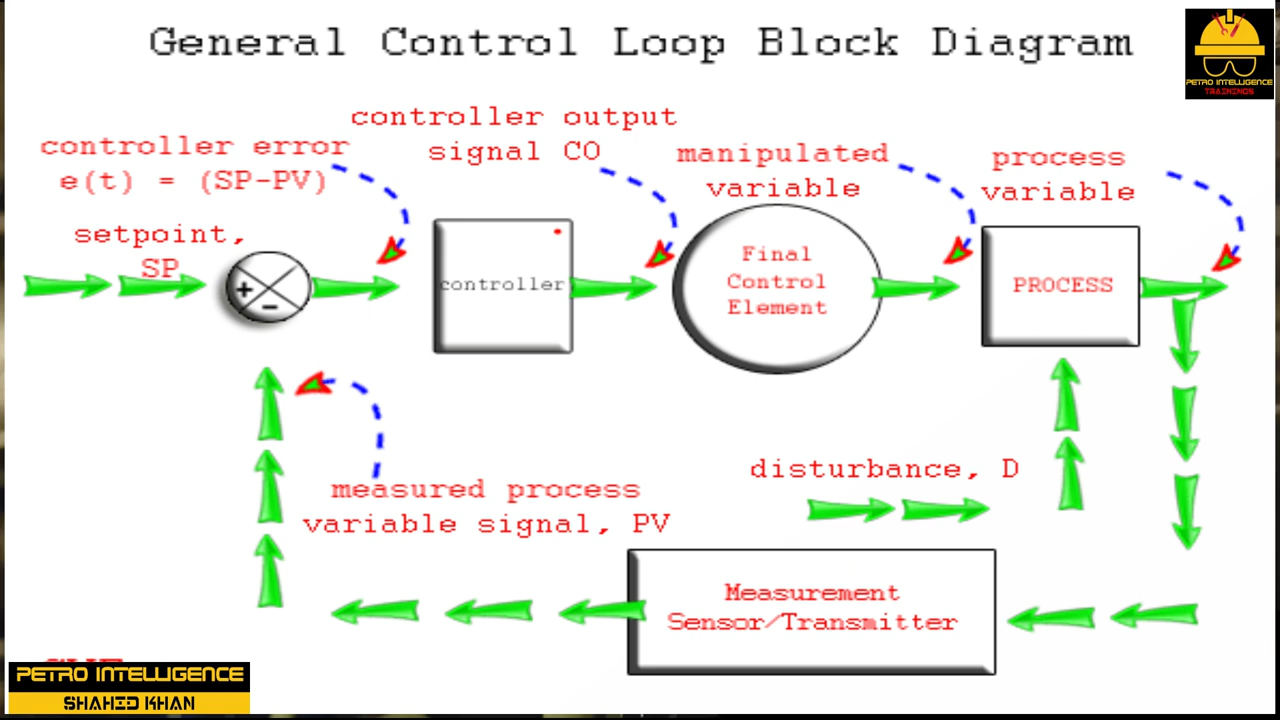 General Control Loop Block Diagram
PETRO INTELLIGENCE
TRAININGS
controller output
signal CO
controller error
e(t) = (SP-PV)
manipulated
variable
process
variable
setpoint,
SP
+
−
controller
Final
Control
Element
PROCESS
disturbance, D
measured process
variable signal, PV
Measurement
Sensor/Transmitter
PETRO INTELLIGENCE
SHAHID KHAN